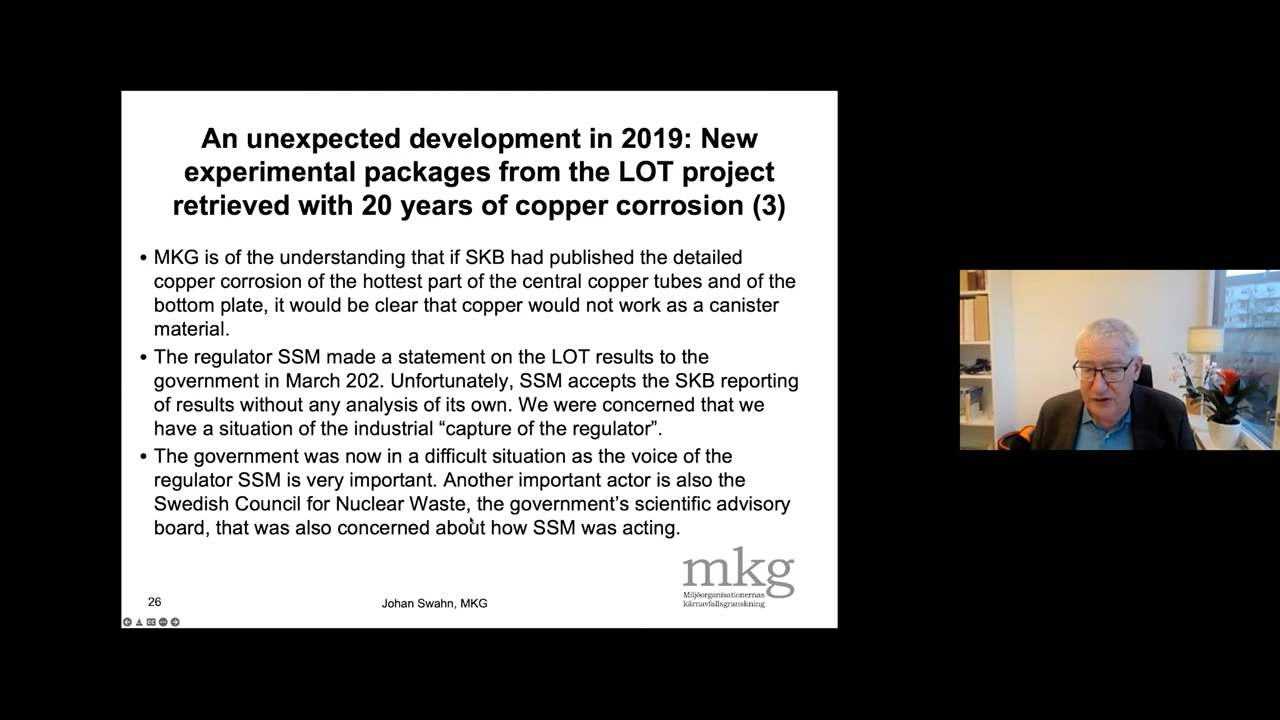 An unexpected development in 2019: New
experimental packages from the LOT project
retrieved with 20 years of copper corrosion (3)
• MKG is of the understanding that if SKB had published the detailed
copper corrosion of the hottest part of the central copper tubes and of the
bottom plate, it would be clear that copper would not work as a canister
material.
• The regulator SSM made a statement on the LOT results to the
government in March 202. Unfortunately, SSM accepts the SKB reporting
of results without any analysis of its own. We were concerned that we
have a situation of the industrial “capture of the regulator”.
• The government was now in a difficult situation as the voice of the
regulator SSM is very important. Another important actor is also the
Swedish Council for Nuclear Waste, the government’s scientific advisory
board, that was also concerned about how SSM was acting.
mkg
Miljöorganisationernas
kärnavfallsgranskning
26
Johan Swahn, MKG